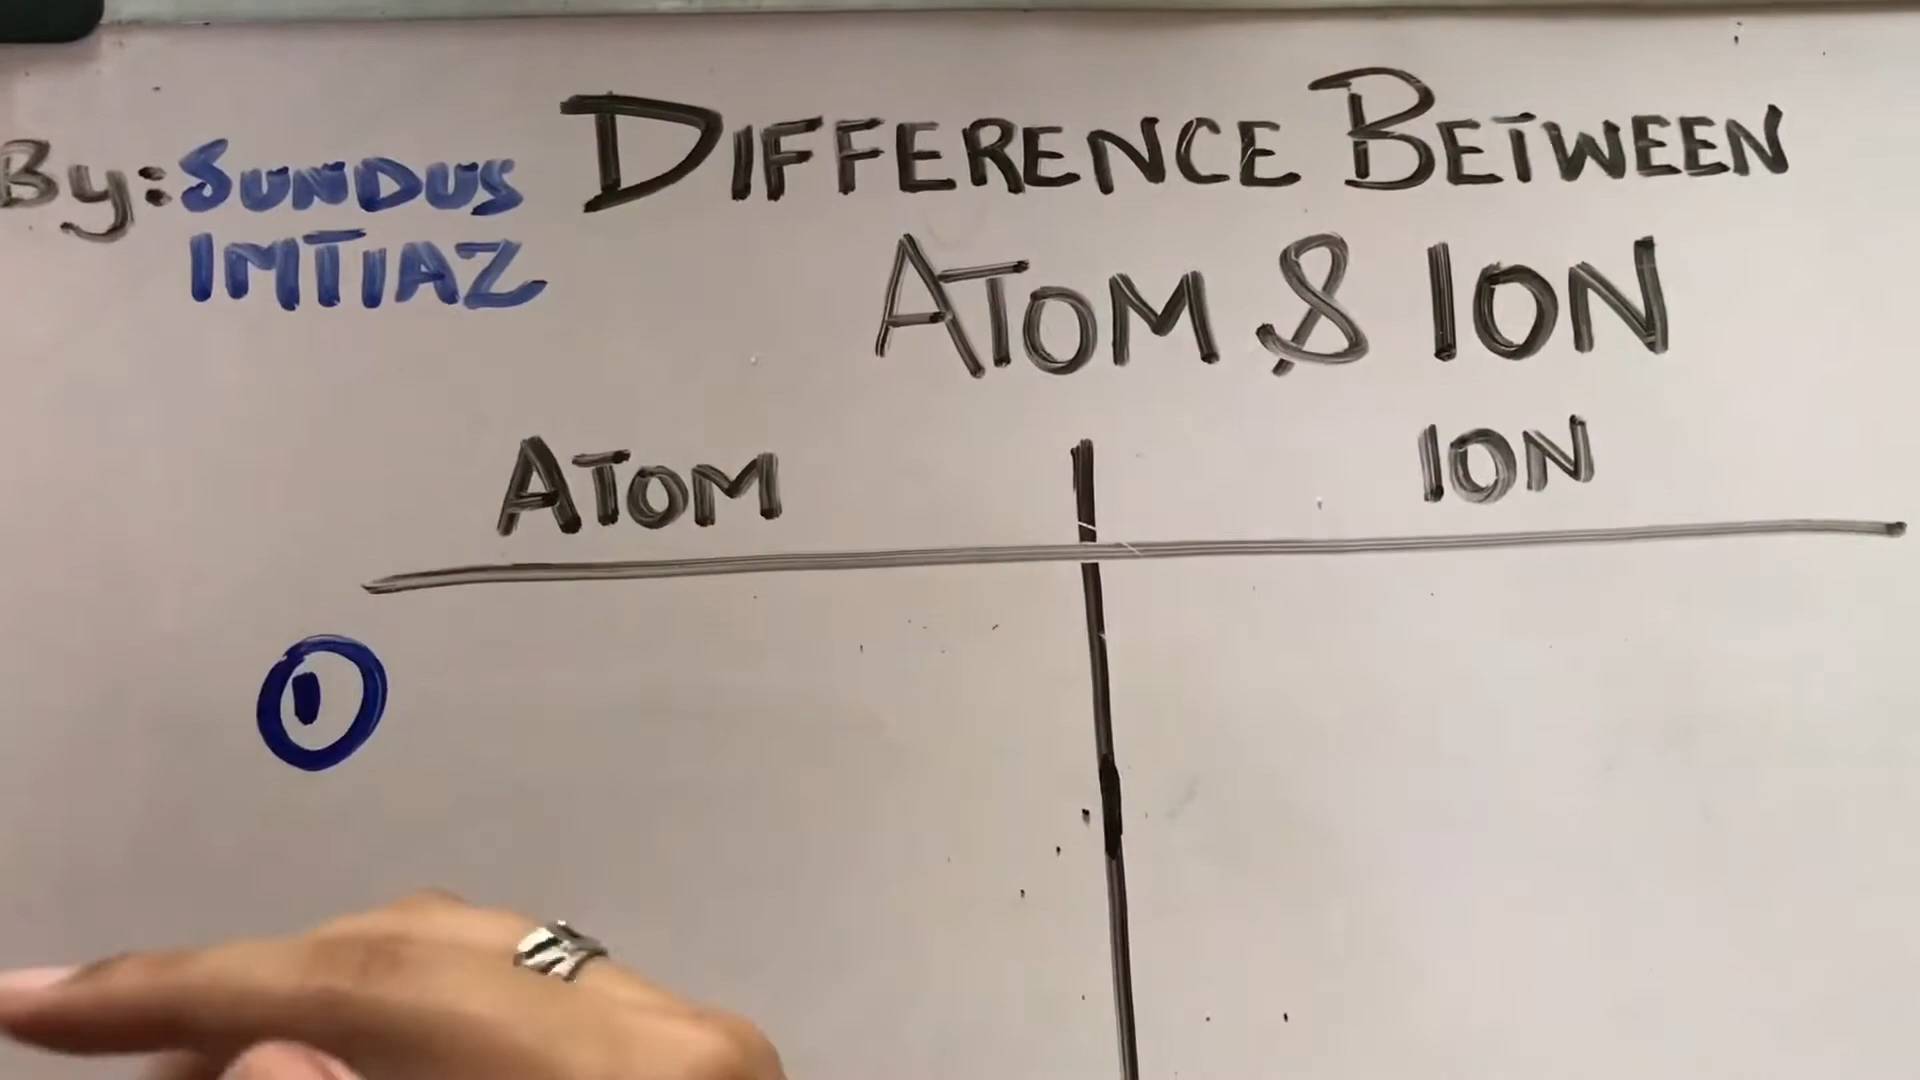 By: SUNDUS
IMTIAZ
DIFFERENCE BETWEEN
ATOM & ION
ATOM
ION
1